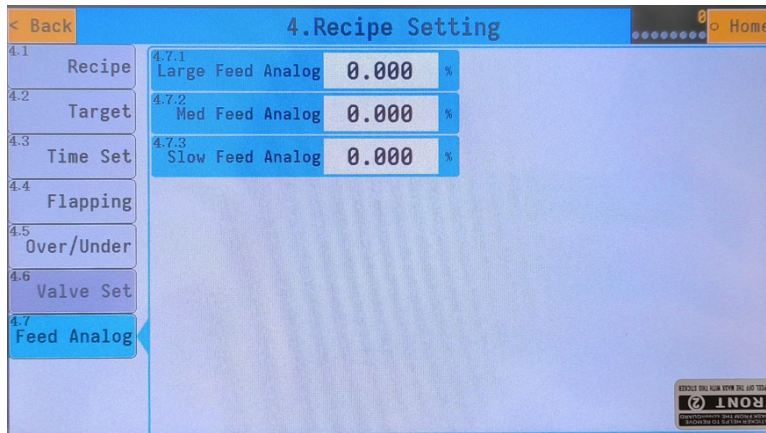 < Back
4.Recipe Setting
0
Home
4.1
Recipe
4.2
Target
4.3
Time Set
4.4
Flapping
4.5
Over/Under
4.6
Valve Set
4.7
Feed Analog
4.7.1
Large Feed Analog 0.000 %
4.7.2
Med Feed Analog 0.000 %
4.7.3
Slow Feed Analog 0.000 %
RONT 2